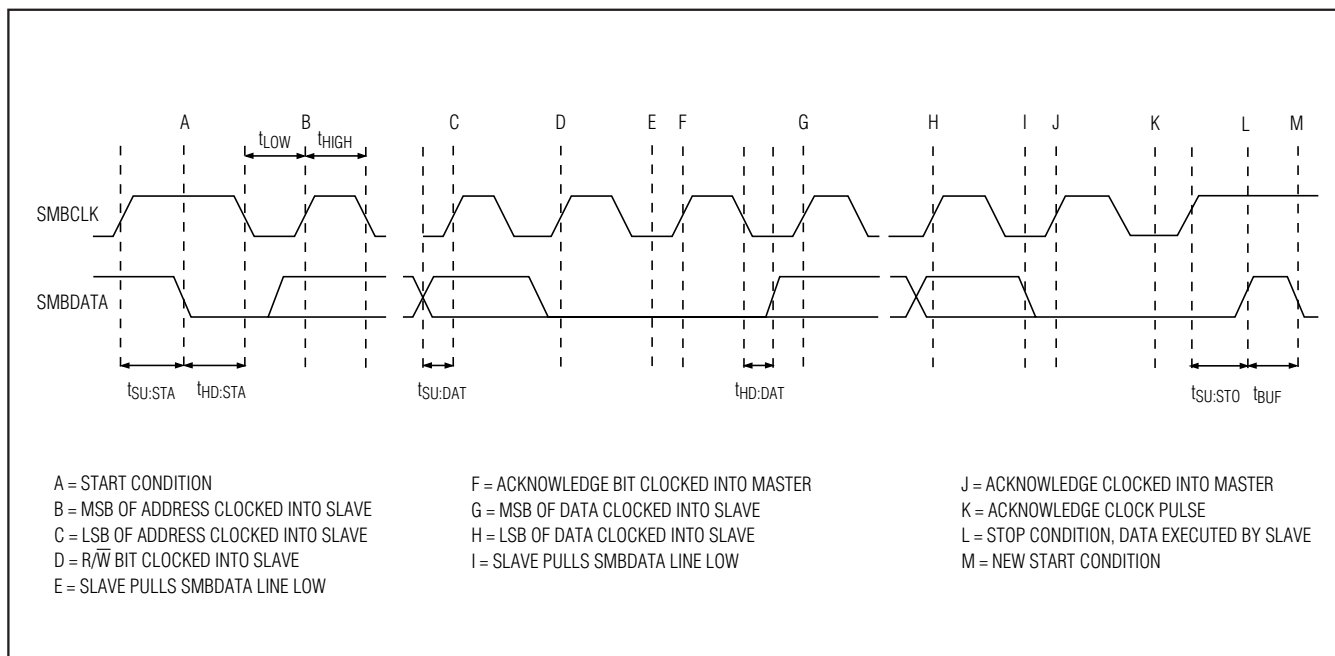 A B C D E F G H I J K L M
tLOW tHIGH
SMBCLK
SMBDATA
tSU:STA tHD:STA tSU:DAT tHD:DAT tSU:STO tBUF
A = START CONDITION
B = MSB OF ADDRESS CLOCKED INTO SLAVE
C = LSB OF ADDRESS CLOCKED INTO SLAVE
D = R/W̅ BIT CLOCKED INTO SLAVE
E = SLAVE PULLS SMBDATA LINE LOW
F = ACKNOWLEDGE BIT CLOCKED INTO MASTER
G = MSB OF DATA CLOCKED INTO SLAVE
H = LSB OF DATA CLOCKED INTO SLAVE
I = SLAVE PULLS SMBDATA LINE LOW
J = ACKNOWLEDGE CLOCKED INTO MASTER
K = ACKNOWLEDGE CLOCK PULSE
L = STOP CONDITION, DATA EXECUTED BY SLAVE
M = NEW START CONDITION